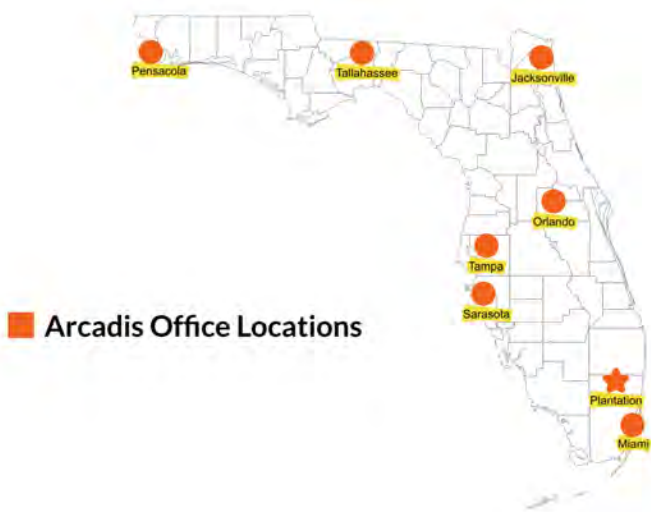 Pensacola
Tallahassee
Jacksonville
Orlando
Tampa
Sarasota
Arcadis Office Locations
Plantation
Miami